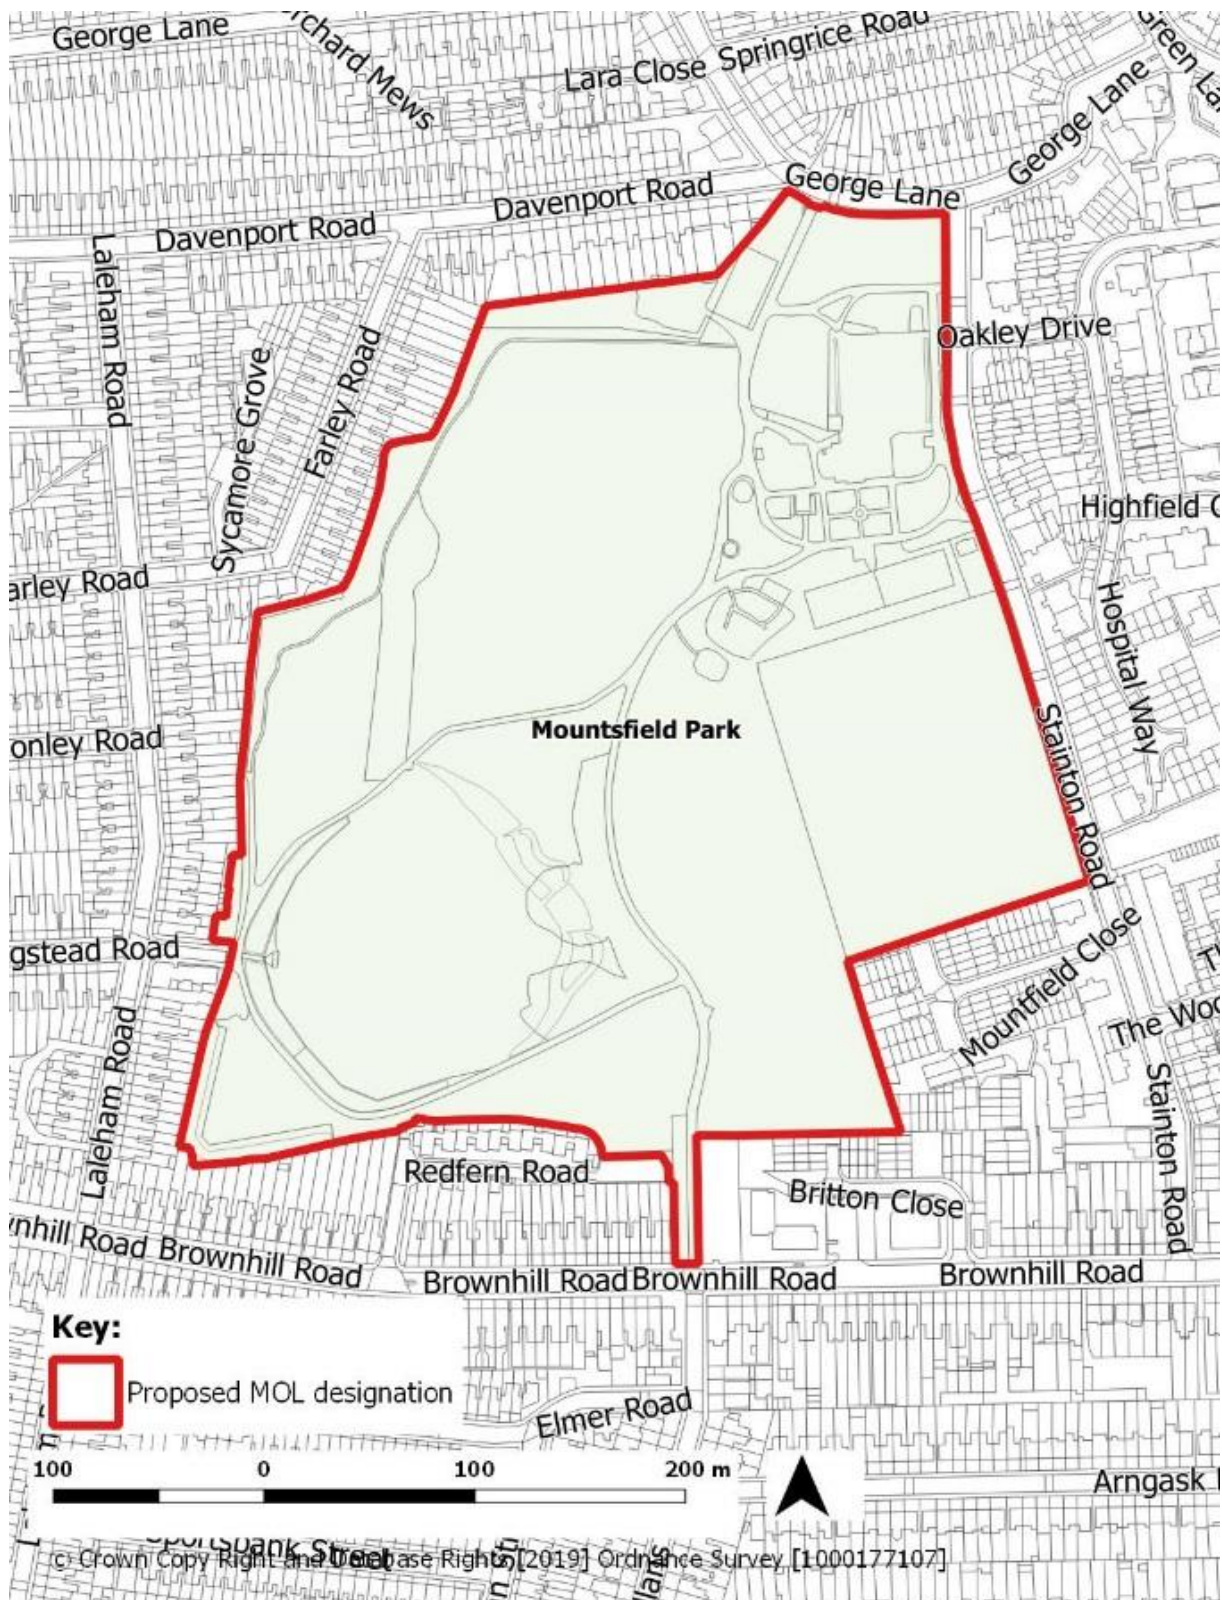 George Lane
Orchard Mews
Lara Close
Springrice Road
Green La
George Lane
George Lane
Davenport Road
Davenport Road
Laleham Road
Oakley Drive
Sycamore Grove
Farley Road
Highfield C
arley Road
Hospital Way
Mountsfield Park
onley Road
Stainton Road
gstead Road
Mountfield Close
The Woo
Laleham Road
Stainton Road
Redfern Road
Britton Close
wnhill Road
Brownhill Road
Brownhill Road
Brownhill Road
Brownhill Road
Key:
Proposed MOL designation
Elmer Road
100 0 100 200 m
Arngask
© Crown Copy Right and Database Rights [2019] Ordnance Survey [1000177107]